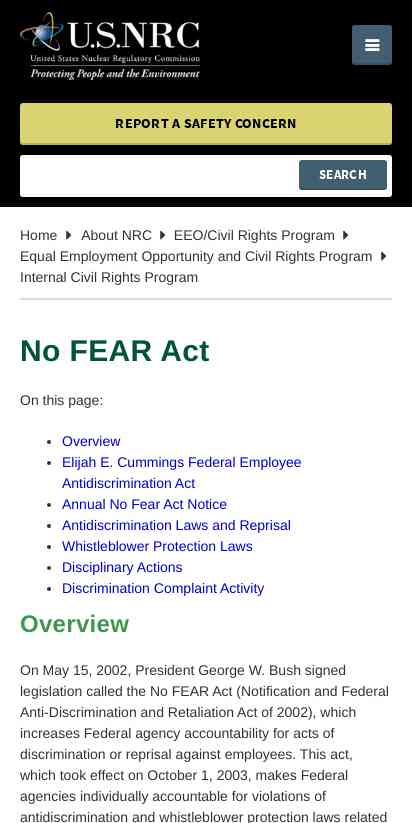 U.S.NRC
United States Nuclear Regulatory Commission
Protecting People and the Environment
REPORT A SAFETY CONCERN
SEARCH
Home About NRC EEO/Civil Rights Program
Equal Employment Opportunity and Civil Rights Program
Internal Civil Rights Program
No FEAR Act
On this page:
Overview
Elijah E. Cummings Federal Employee
Antidiscrimination Act
Annual No Fear Act Notice
Antidiscrimination Laws and Reprisal
Whistleblower Protection Laws
Disciplinary Actions
Discrimination Complaint Activity
Overview
On May 15, 2002, President George W. Bush signed
legislation called the No FEAR Act (Notification and Federal
Anti-Discrimination and Retaliation Act of 2002), which
increases Federal agency accountability for acts of
discrimination or reprisal against employees. This act,
which took effect on October 1, 2003, makes Federal
agencies individually accountable for violations of
antidiscrimination and whistleblower protection laws related